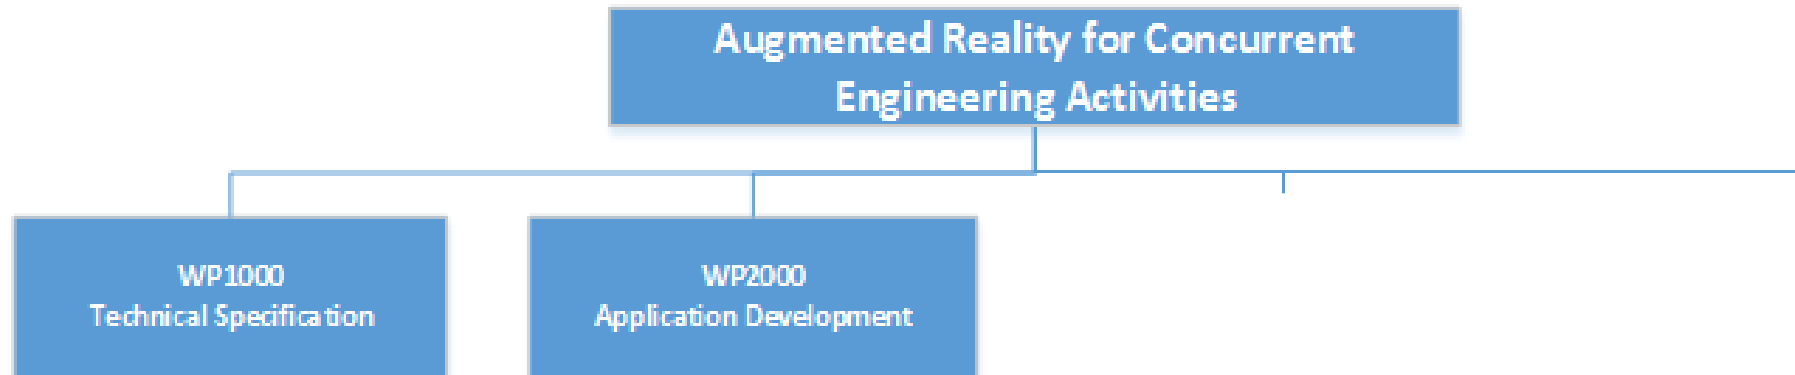 Augmented Reality for Concurrent
Engineering Activities
WP1000
Technical Specification
WP2000
Application Development